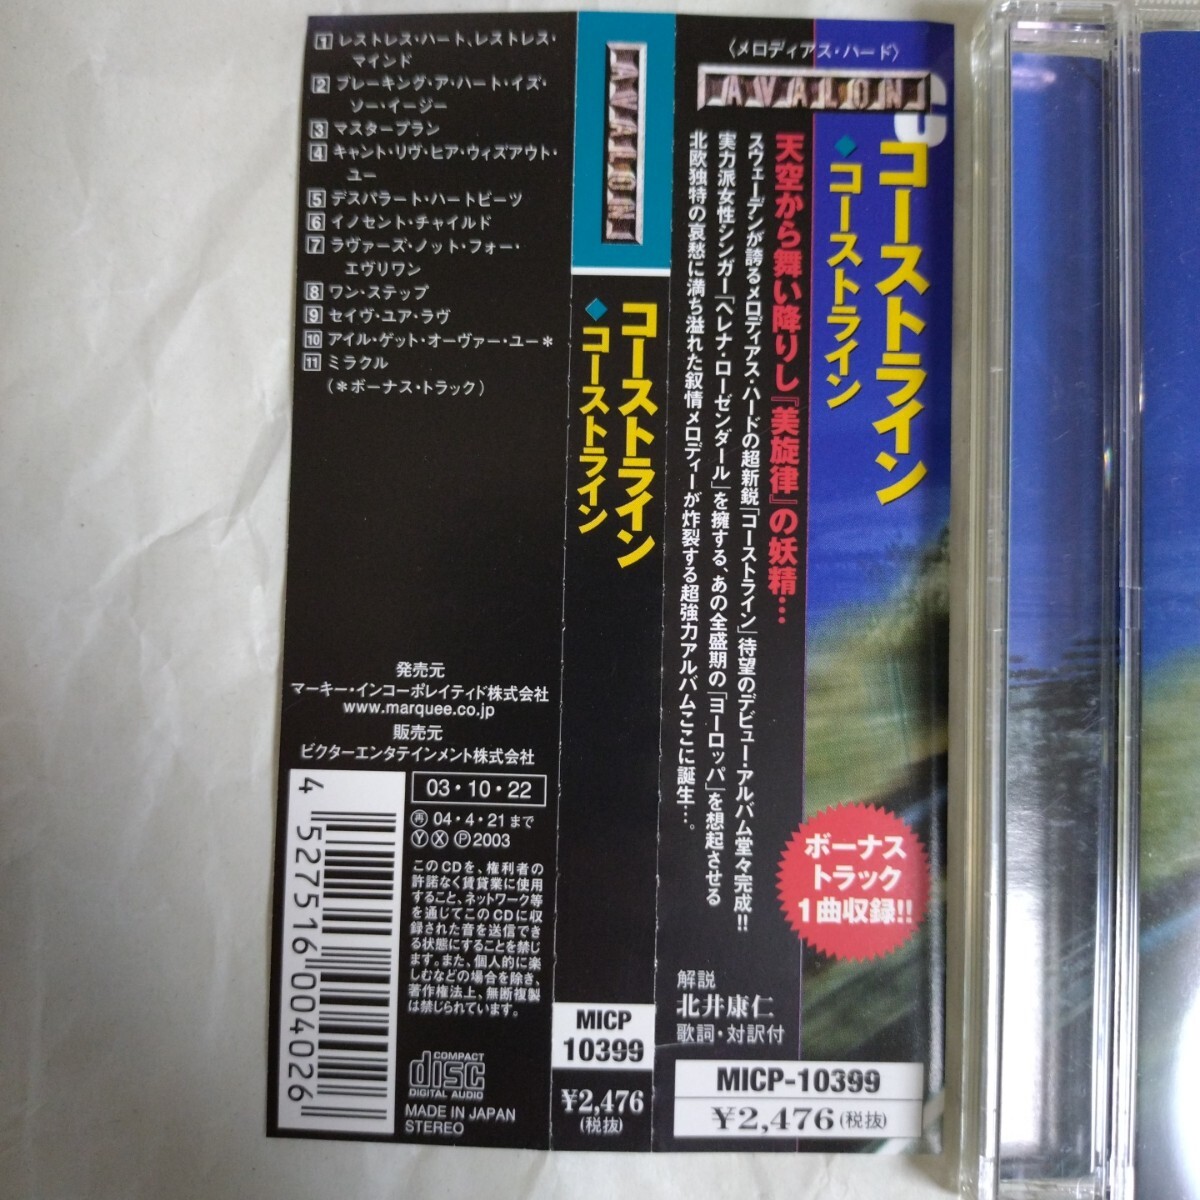 1 レストレス・ハート、レストレス・
マインド
2 ブレーキング・ア・ハート・イズ・
ソー・イージー
3 マスタープラン
4 キャント・リヴ・ヒア・ウィズアウト・
ユー
5 デスパラート・ハートビーツ
6 イノセント・チャイルド
7 ラヴァーズ・ノット・フォー・
エヴリワン
8 ワン・ステップ
9 セイヴ・ユア・ラヴ
10 アイル・ゲット・オーヴァー・ユー*
11 ミラクル
(*ボーナス・トラック)
発売元
マーキー・インコーポレイティド株式会社
www.marquee.co.jp
販売元
ビクターエンタテインメント株式会社
4 527516 004026
03・10・22
再 04・4・21まで
Ⓨ Ⓧ Ⓟ 2003
このCDを、権利者の
許諾なく賃貸業に使用
すること、ネットワーク等
を通じてこのCDに収
録された音を送信でき
る状態にすることを禁じ
ます。また、個人的に楽
しむなどの場合を除き、
著作権法上、無断複製
は禁じられています。
COMPACT
disc
DIGITAL AUDIO
MADE IN JAPAN
STEREO
AVALON
コーストライン
◆コーストライン
MICP
10399
¥2,476
(税抜)
〈メロディアス・ハード〉
AVALON
C
コーストライン
◆コーストライン
天空から舞い降りし『美旋律』の妖精…
スウェーデンが誇るメロディアス・ハードの超新鋭「コーストライン」待望のデビュー・アルバム堂々完成!!
実力派女性シンガー「ヘレナ・ローゼンダール」を擁する、あの全盛期の「ヨーロッパ」を想起させる
北欧独特の哀愁に満ち溢れた叙情メロディーが炸裂する超強力アルバムここに誕生…。
ボーナス
トラック
1曲収録!!
解説
北井康仁
歌詞・対訳付
MICP-10399
¥2,476(税抜)